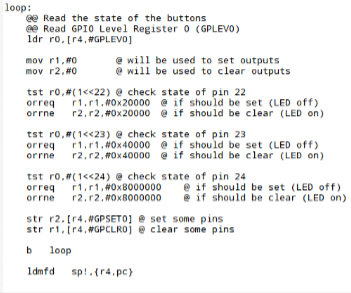 loop:
@@ Read the state of the buttons
@@ Read GPIO Level Register 0 (GPLEV0)
ldr r0,[r4,#GPLEV0]
mov r1,#0 @ will be used to set outputs
mov r2,#0 @ will be used to clear outputs
tst r0,#(1<<22) @ check state of pin 22
orreq r1,r1,#0x20000 @ if should be set (LED off)
orrne r2,r2,#0x20000 @ if should be clear (LED on)
tst r0,#(1<<23) @ check state of pin 23
orreq r1,r1,#0x40000 @ if should be set (LED off)
orrne r2,r2,#0x40000 @ if should be clear (LED on)
tst r0,#(1<<24) @ check state of pin 24
orreq r1,r1,#0x8000000 @ if should be set (LED off)
orrne r2,r2,#0x8000000 @ if should be clear (LED on)
str r2,[r4,#GPSET0] @ set some pins
str r1,[r4,#GPCLR0] @ clear some pins
b loop
ldmfd sp!,{r4,pc}